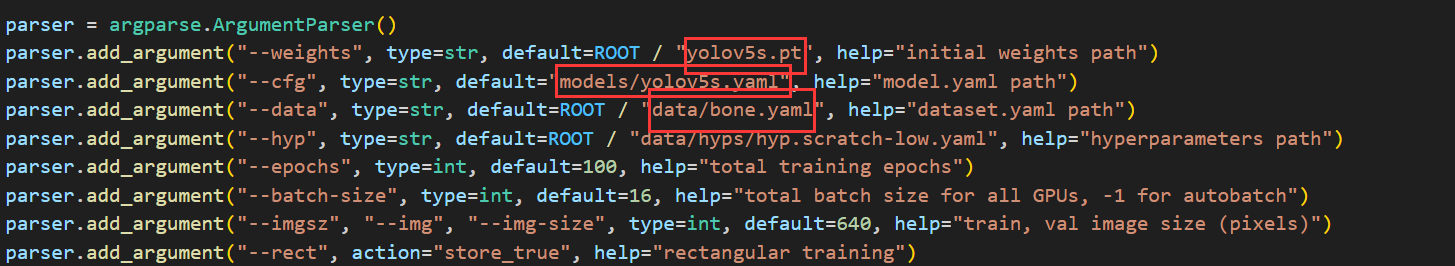 parser = argparse.ArgumentParser()
parser.add_argument("--weights", type=str, default=ROOT / "yolov5s.pt", help="initial weights path")
parser.add_argument("--cfg", type=str, default="models/yolov5s.yaml", help="model.yaml path")
parser.add_argument("--data", type=str, default=ROOT / "data/bone.yaml", help="dataset.yaml path")
parser.add_argument("--hyp", type=str, default=ROOT / "data/hyps/hyp.scratch-low.yaml", help="hyperparameters path")
parser.add_argument("--epochs", type=int, default=100, help="total training epochs")
parser.add_argument("--batch-size", type=int, default=16, help="total batch size for all GPUs, -1 for autobatch")
parser.add_argument("--imgsz", "--img", "--img-size", type=int, default=640, help="train, val image size (pixels)")
parser.add_argument("--rect", action="store_true", help="rectangular training")